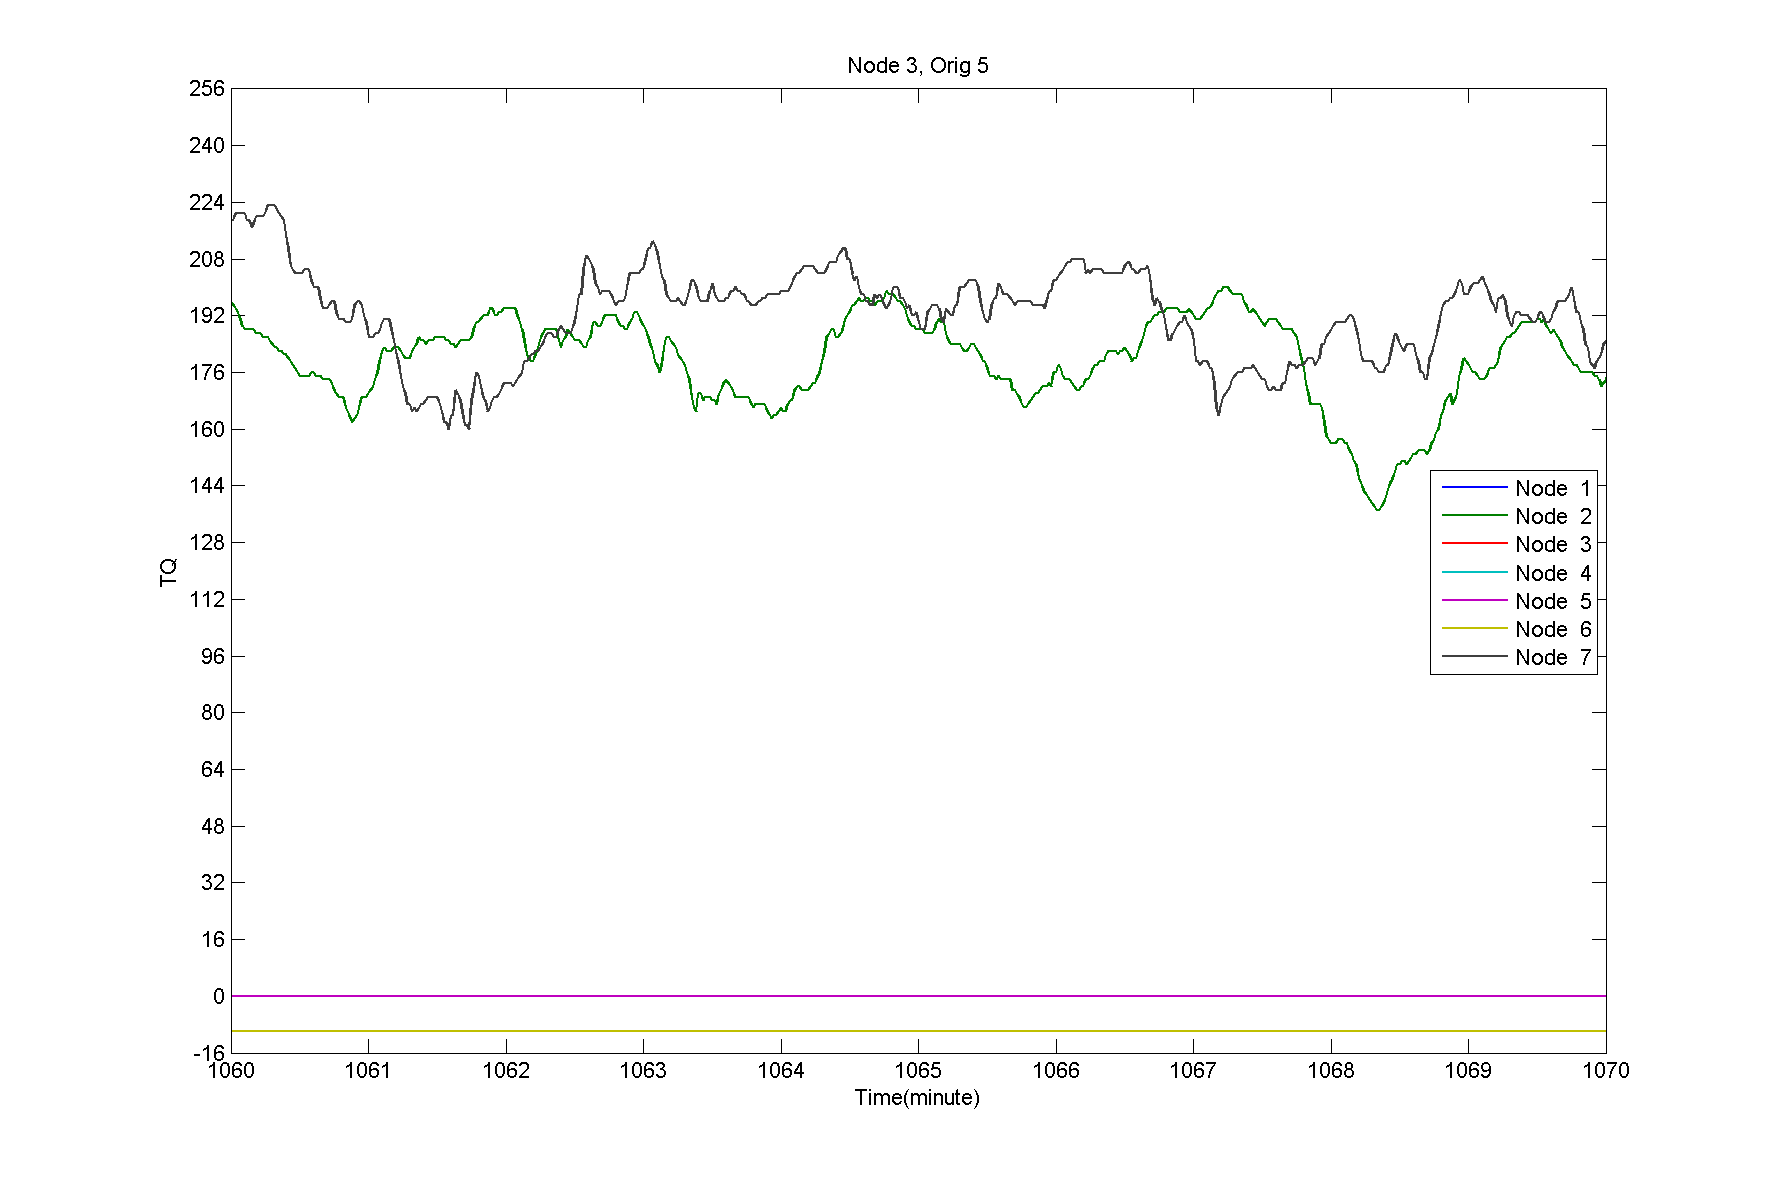 Node 3, Orig 5
256
240
224
208
192
176
160
144
128
112
96
80
64
48
32
16
0
-16
TQ
1060 1061 1062 1063 1064 1065 1066 1067 1068 1069 1070
Time(minute)
Node 1
Node 2
Node 3
Node 4
Node 5
Node 6
Node 7